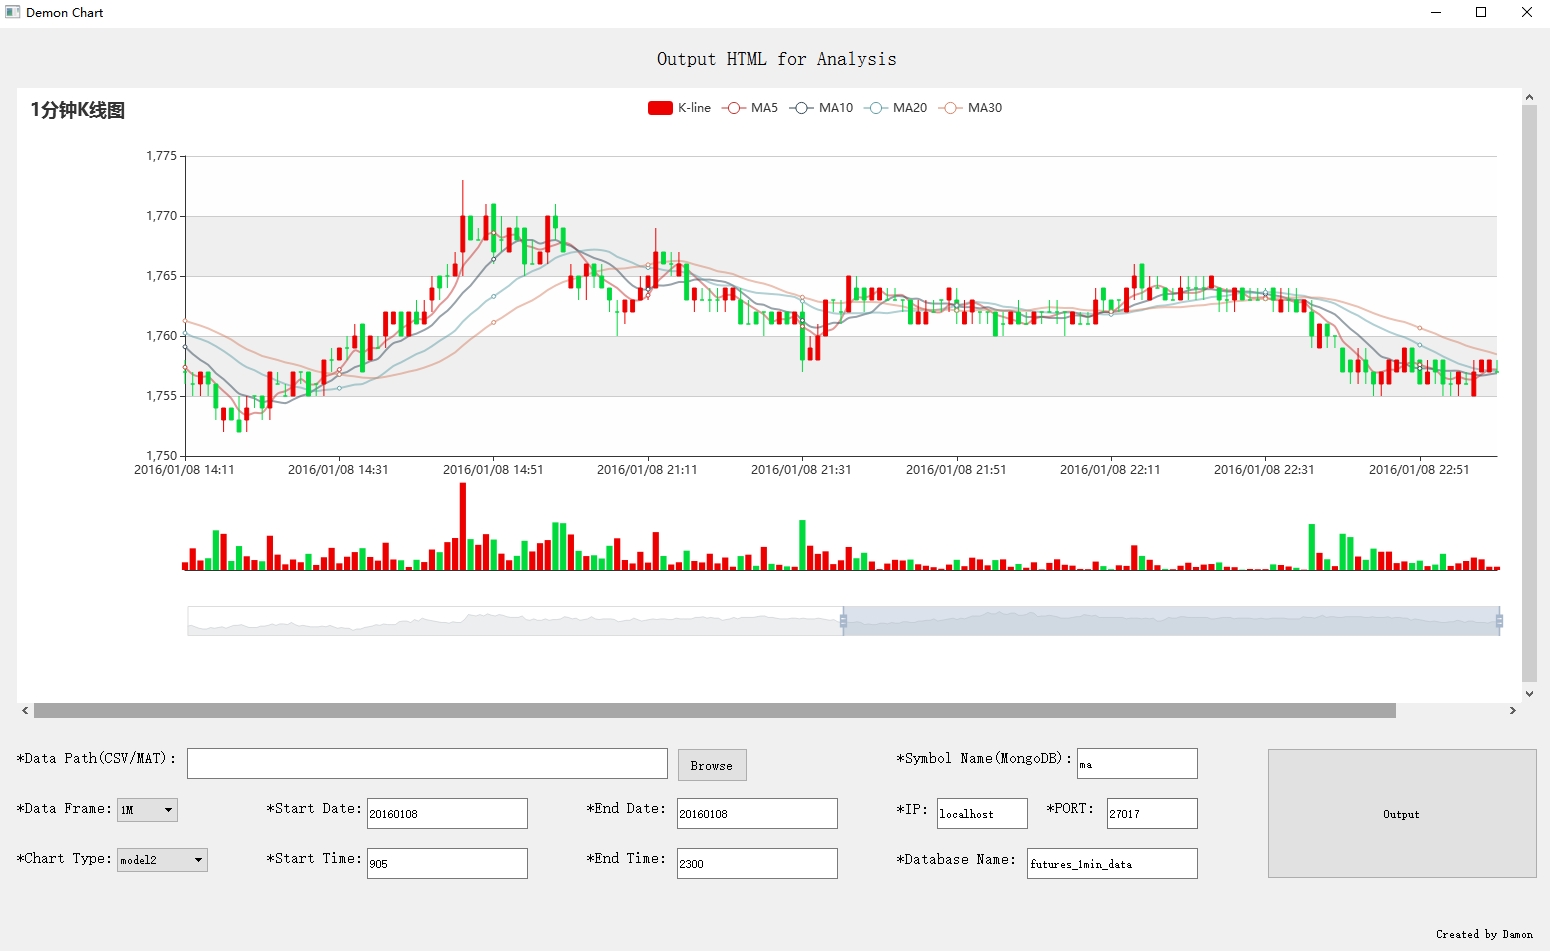 Demon Chart
Output HTML for Analysis
1分钟K线图
K-line MA5 MA10 MA20 MA30
1,775
1,770
1,765
1,760
1,755
1,750
2016/01/08 14:11 2016/01/08 14:31 2016/01/08 14:51 2016/01/08 21:11 2016/01/08 21:31 2016/01/08 21:51 2016/01/08 22:11 2016/01/08 22:31 2016/01/08 22:51
*Data Path(CSV/MAT): Browse *Symbol Name(MongoDB): ma
*Data Frame: 1M *Start Date: 20160108 *End Date: 20160108 *IP: localhost *PORT: 27017 Output
*Chart Type: model2 *Start Time: 905 *End Time: 2300 *Database Name: futures_1min_data
Created by Damon